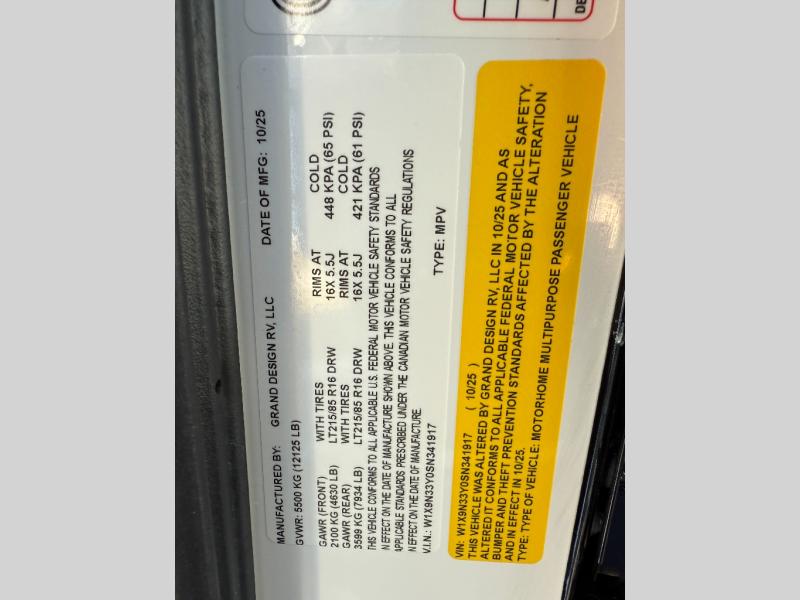 MANUFACTURED BY: GRAND DESIGN RV, LLC DATE OF MFG: 10/25
GVWR: 5500 KG (12125 LB)
GAWR (FRONT) WITH TIRES RIMS AT COLD
2100 KG (4630 LB) LT215/85 R16 DRW 16X 5.5J 448 KPA (65 PSI)
GAWR (REAR) WITH TIRES RIMS AT COLD
3599 KG (7934 LB) LT215/85 R16 DRW 16X 5.5J 421 KPA (61 PSI)
THIS VEHICLE CONFORMS TO ALL APPLICABLE U.S. FEDERAL MOTOR VEHICLE SAFETY STANDARDS
IN EFFECT ON THE DATE OF MANUFACTURE SHOWN ABOVE. THIS VEHICLE CONFORMS TO ALL
APPLICABLE STANDARDS PRESCRIBED UNDER THE CANADIAN MOTOR VEHICLE SAFETY REGULATIONS
IN EFFECT ON THE DATE OF MANUFACTURE
V.I.N.: W1X9N33Y0SN341917 TYPE: MPV
VIN: W1X9N33Y0SN341917 ( 10/25 )
THIS VEHICLE WAS ALTERED BY GRAND DESIGN RV, LLC IN 10/25 AND AS
ALTERED IT CONFORMS TO ALL APPLICABLE FEDERAL MOTOR VEHICLE SAFETY,
BUMPER AND THEFT PREVENTION STANDARDS AFFECTED BY THE ALTERATION
AND IN EFFECT IN 10/25.
TYPE: TYPE OF VEHICLE: MOTORHOME MULTIPURPOSE PASSENGER VEHICLE